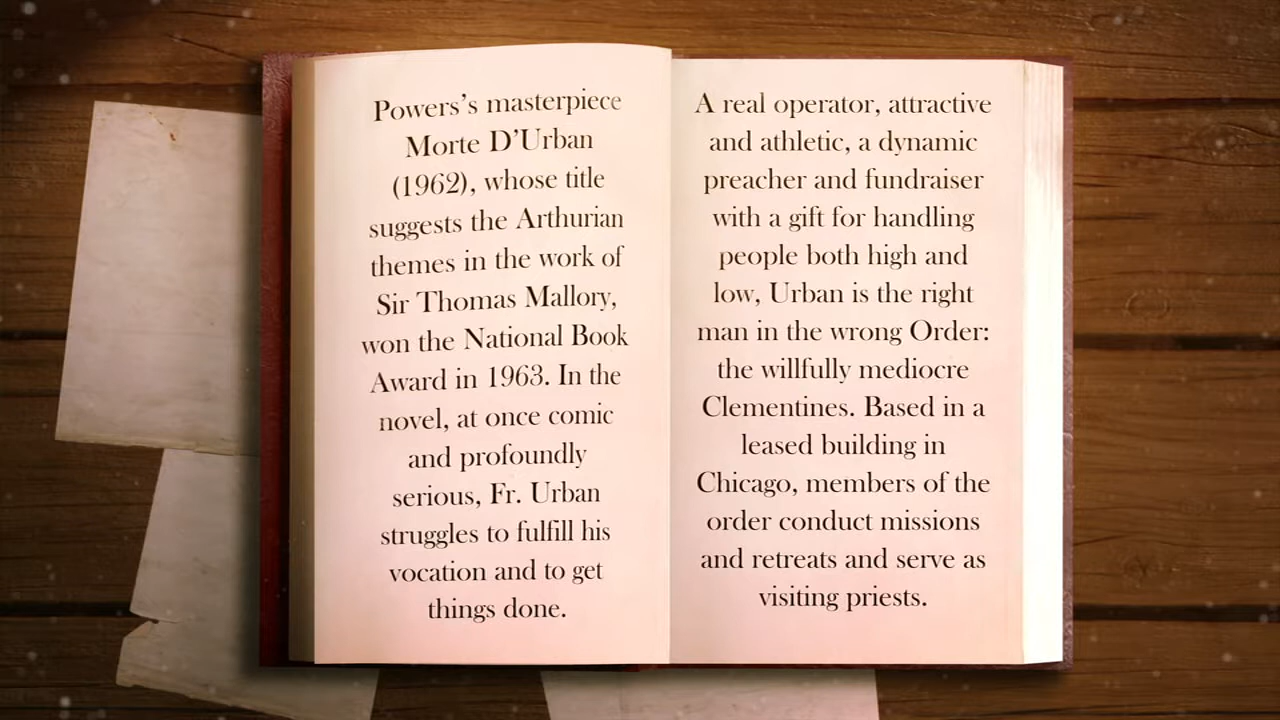 Powers’s masterpiece
Morte D’Urban
(1962), whose title
suggests the Arthurian
themes in the work of
Sir Thomas Mallory,
won the National Book
Award in 1963. In the
novel, at once comic
and profoundly
serious, Fr. Urban
struggles to fulfill his
vocation and to get
things done.
A real operator, attractive
and athletic, a dynamic
preacher and fundraiser
with a gift for handling
people both high and
low, Urban is the right
man in the wrong Order:
the willfully mediocre
Clementines. Based in a
leased building in
Chicago, members of the
order conduct missions
and retreats and serve as
visiting priests.